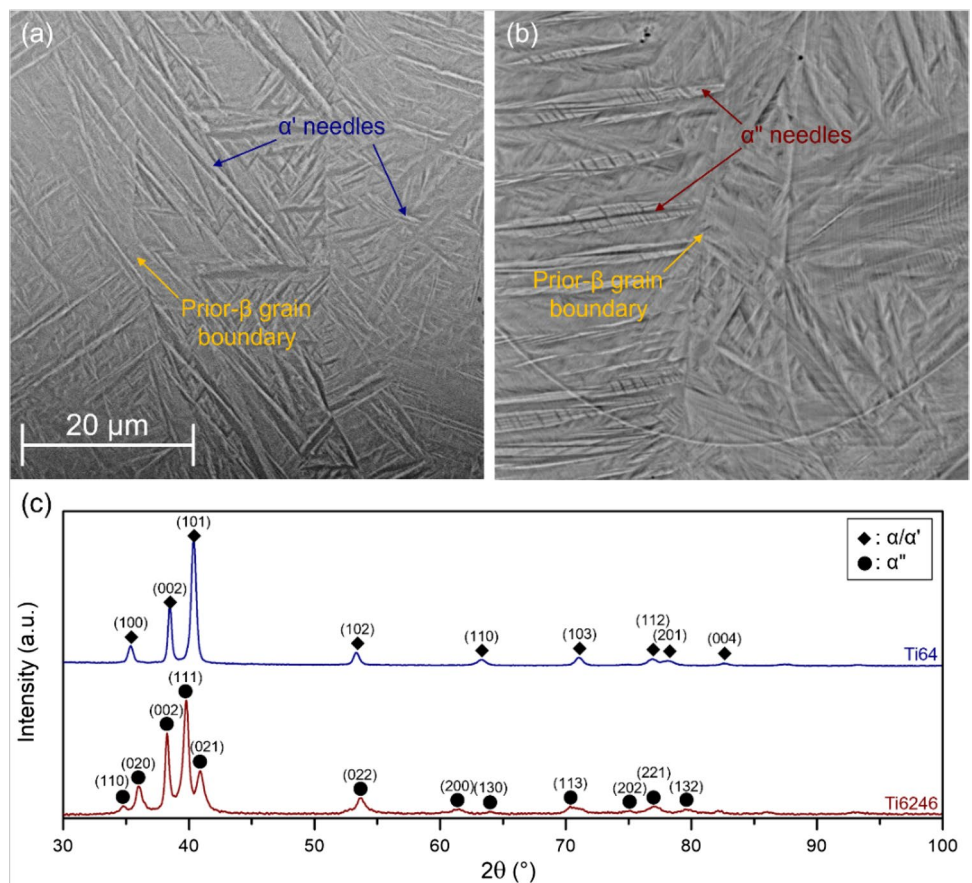 (a)
α' needles
Prior-β grain
boundary
20 μm
(b)
α" needles
Prior-β grain
boundary
(c)
Intensity (a.u.)
(100)
(002)
(101)
(102)
(110)
(103)
(112)
(201)
(004)
◆: α/α'
●: α"
Ti64
(110)
(020)
(002)
(111)
(021)
(022)
(200)
(130)
(113)
(202)
(221)
(132)
Ti6246
30 40 50 60 70 80 90 100
2θ (°)